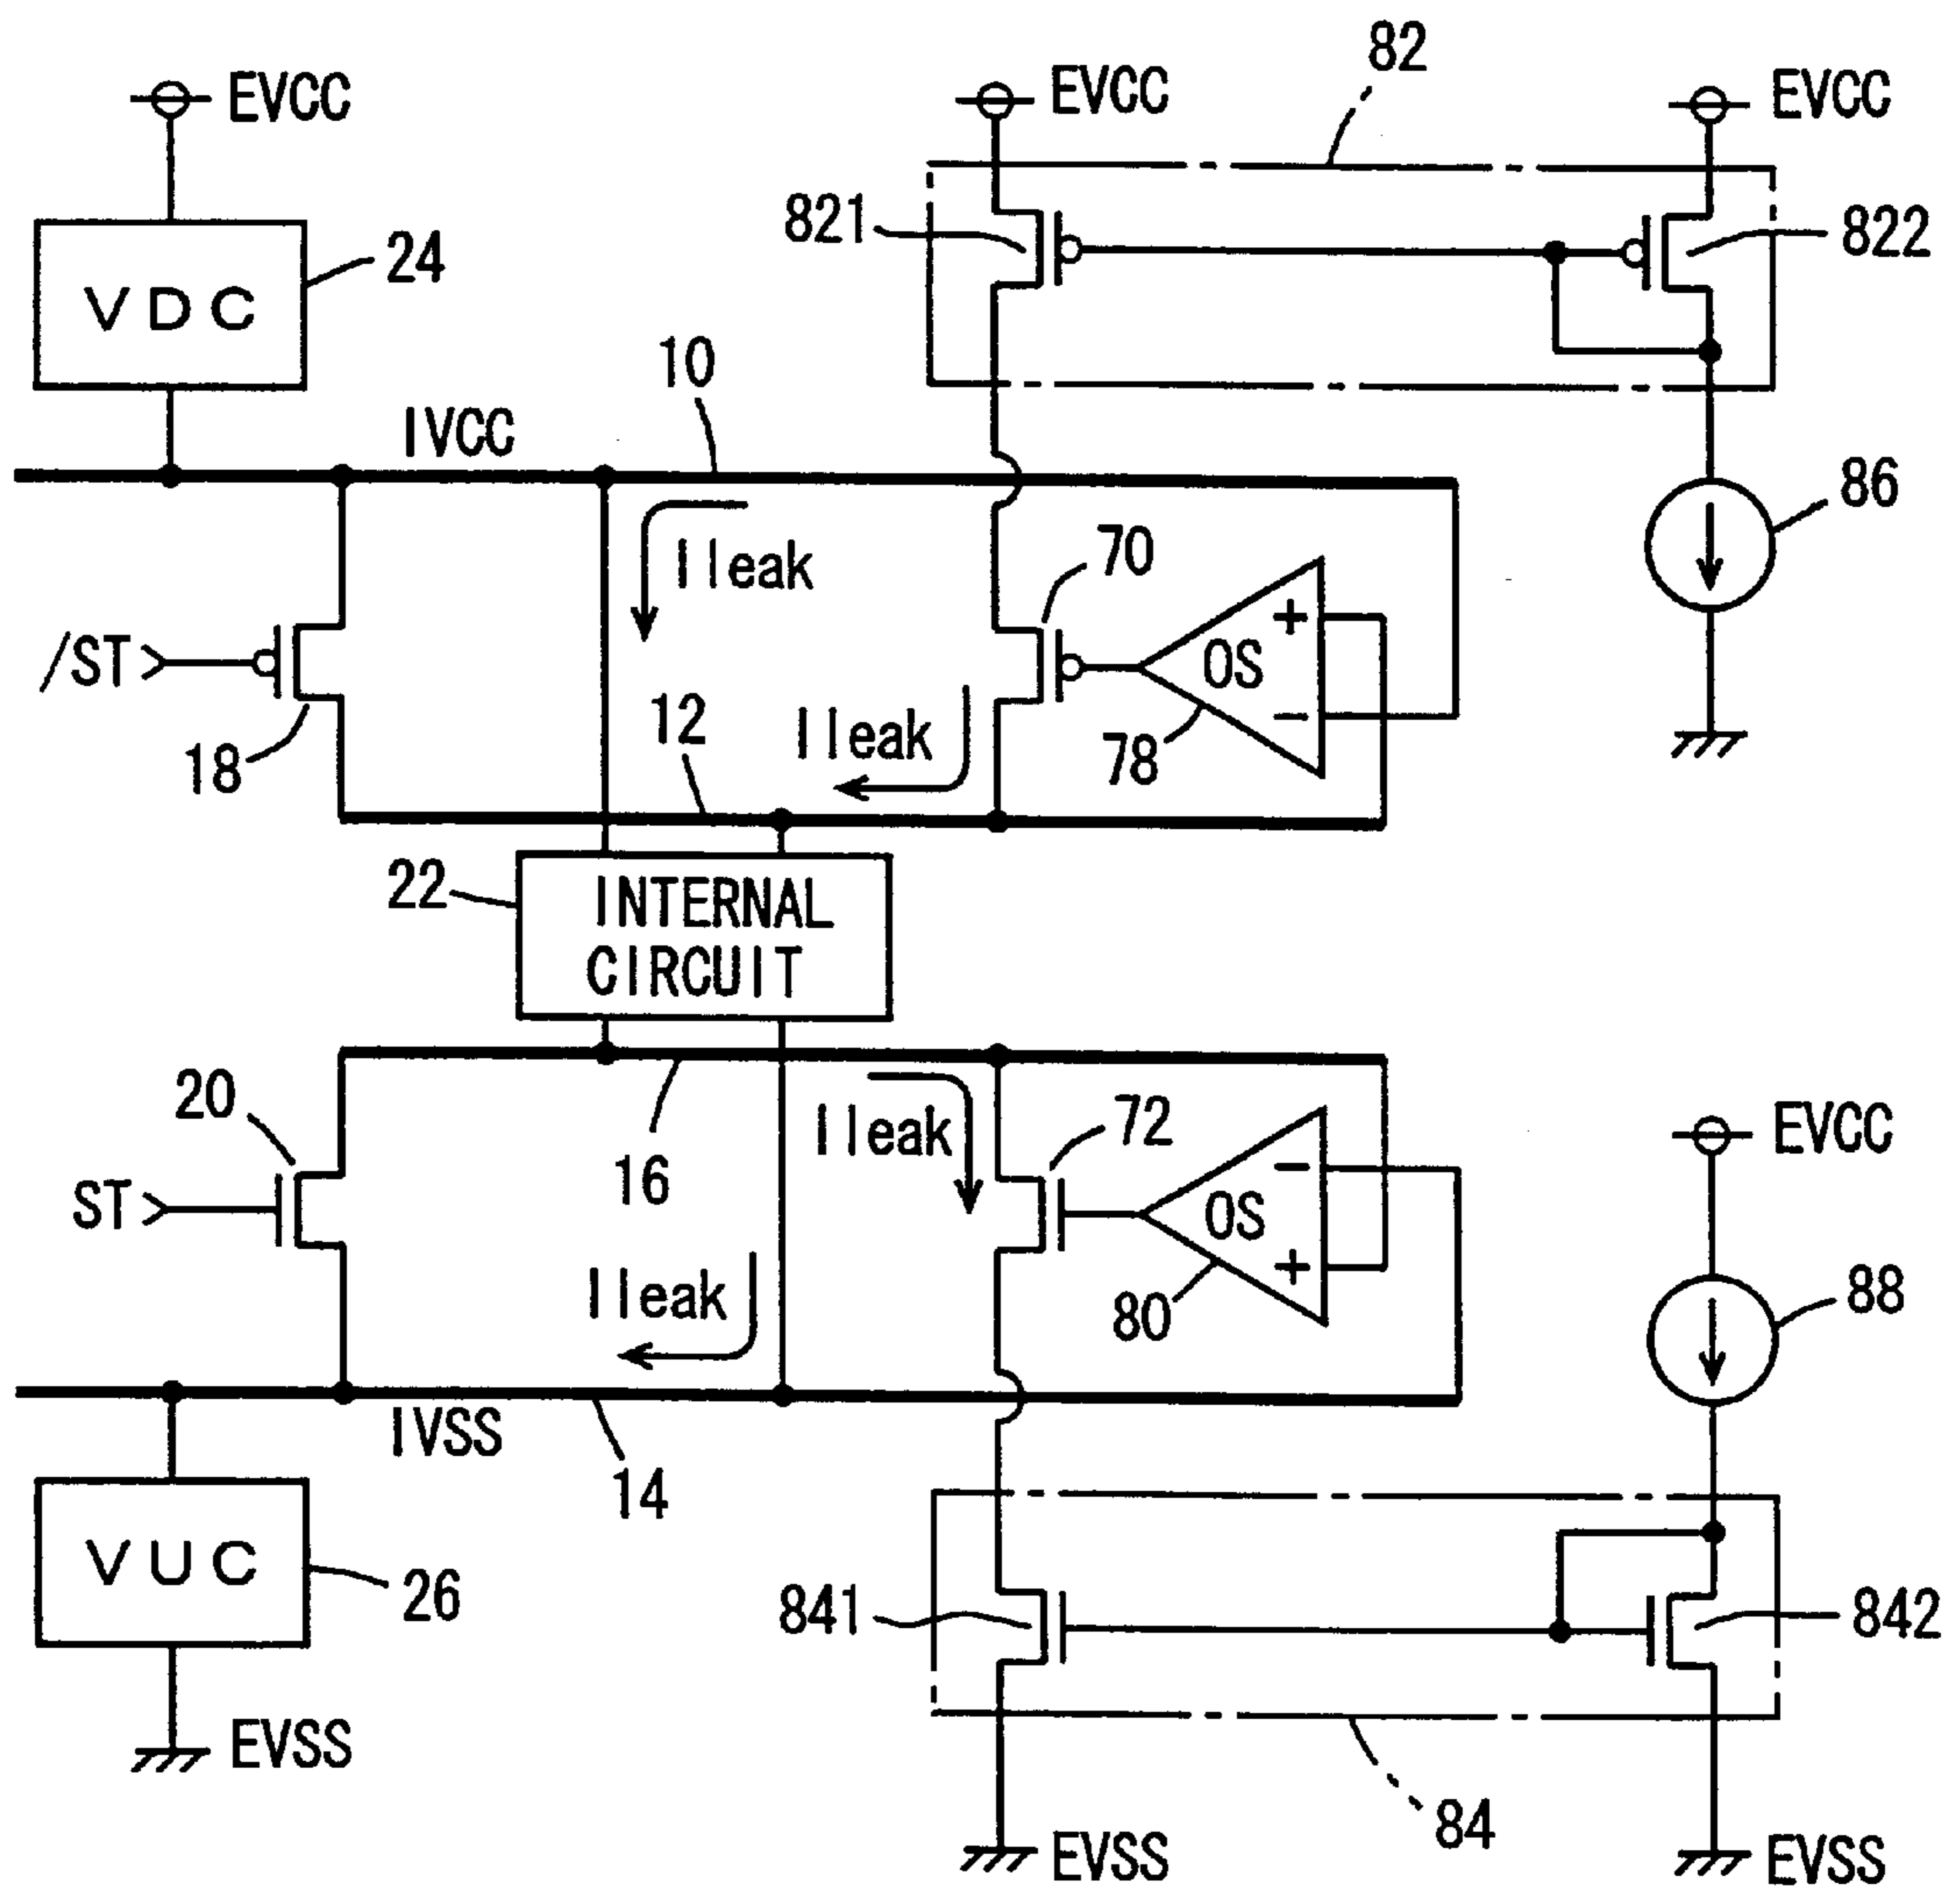 82
EVCC
EVCC
EVCC
821
822
24
VDC
10
IVCC
86
Ileak
70
/ST
+
OS
-
12
Ileak
18
78
22
INTERNAL
CIRCUIT
20
16
Ileak
72
EVCC
-
ST
OS
+
Ileak
80
88
IVSS
14
VUC
26
841
842
EVSS
84
EVSS
EVSS